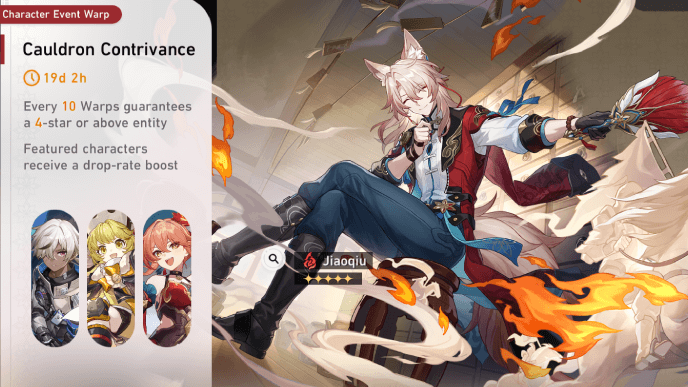 Character Event Warp
Cauldron Contrivance
19d 2h
Every 10 Warps guarantees
a 4-star or above entity
Featured characters
receive a drop-rate boost
Jiaoqiu